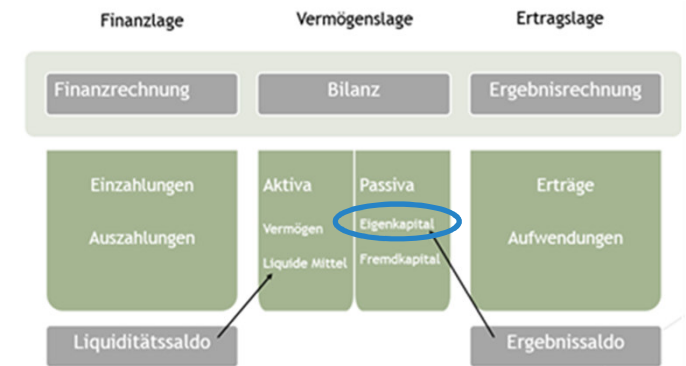 Finanzlage
Vermögenslage
Ertragslage
Finanzrechnung
Bilanz
Ergebnisrechnung
Einzahlungen
Auszahlungen
Aktiva
Vermögen
Liquide Mittel
Passiva
Eigenkapital
Fremdkapital
Erträge
Aufwendungen
Liquiditätssaldo
Ergebnissaldo